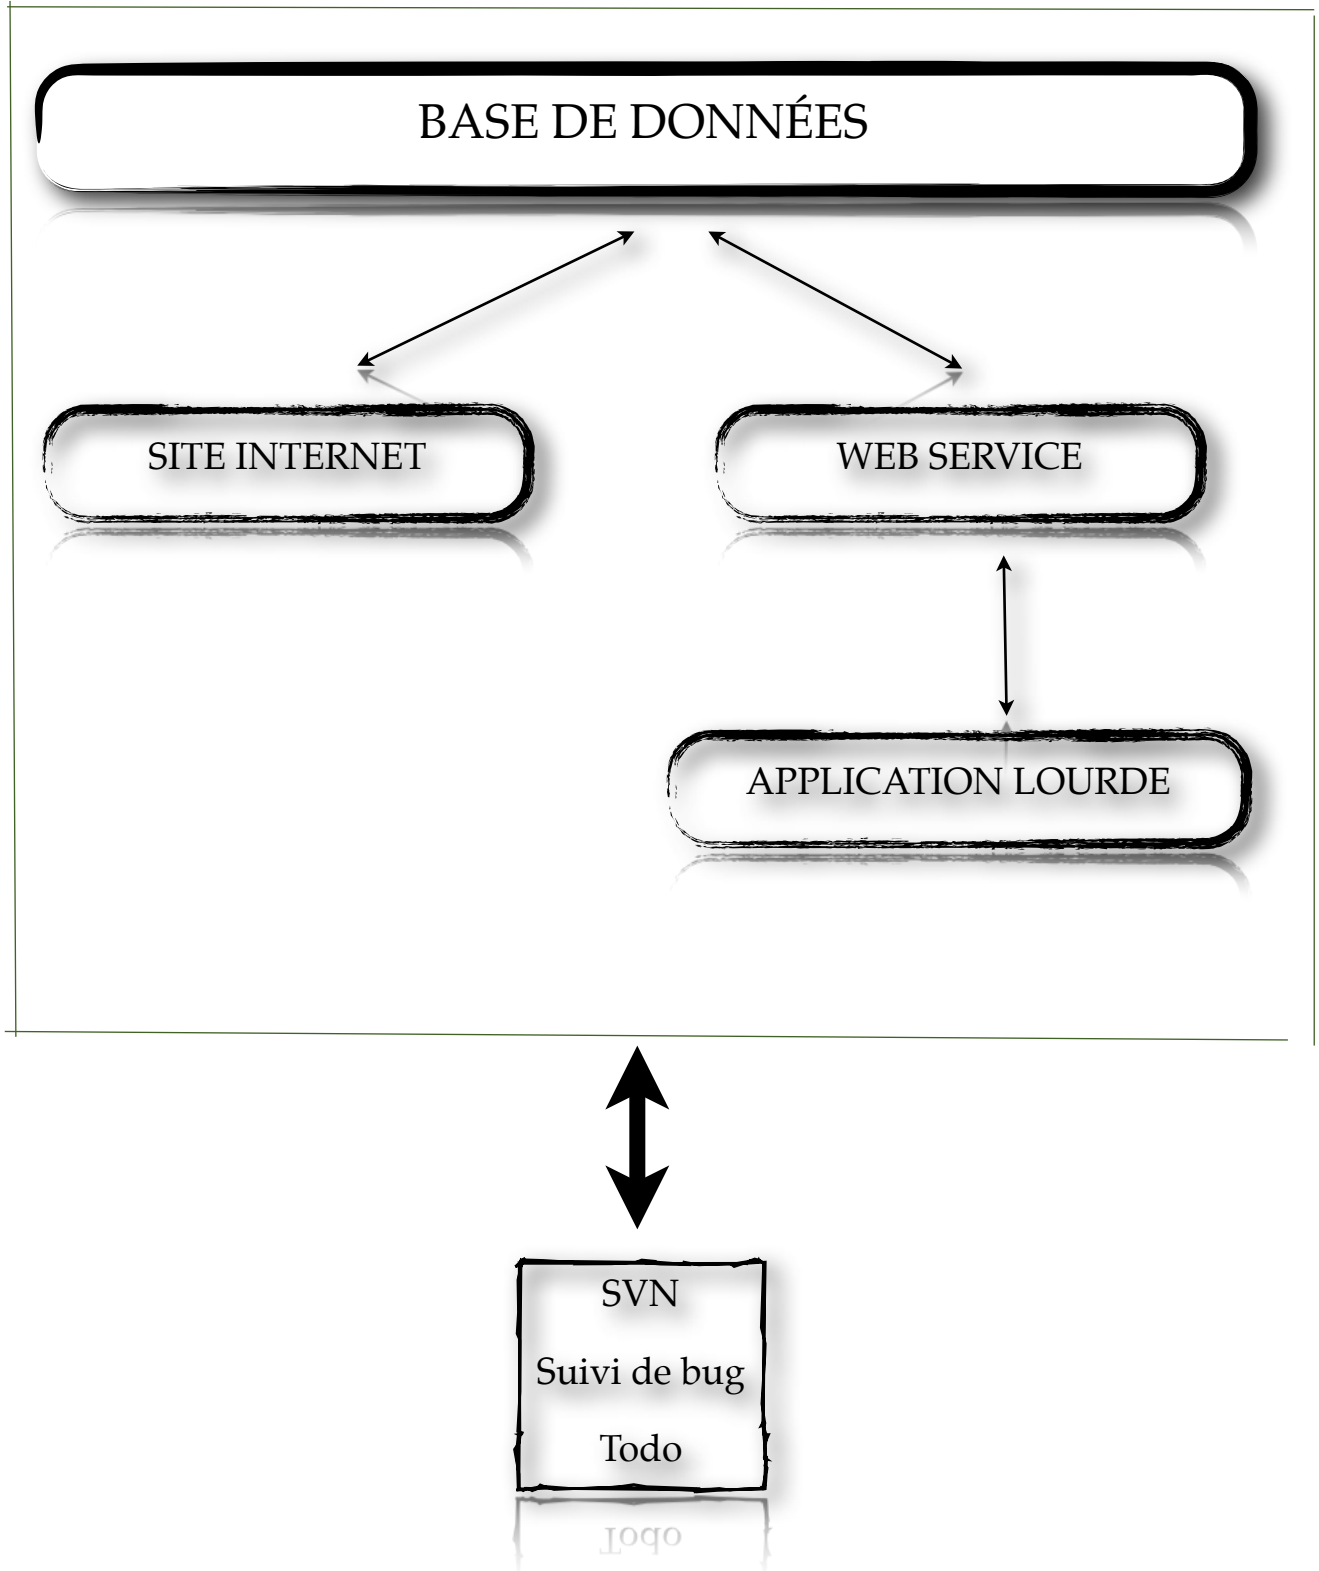 BASE DE DONNÉES
SITE INTERNET
WEB SERVICE
APPLICATION LOURDE
SVN
Suivi de bug
Todo